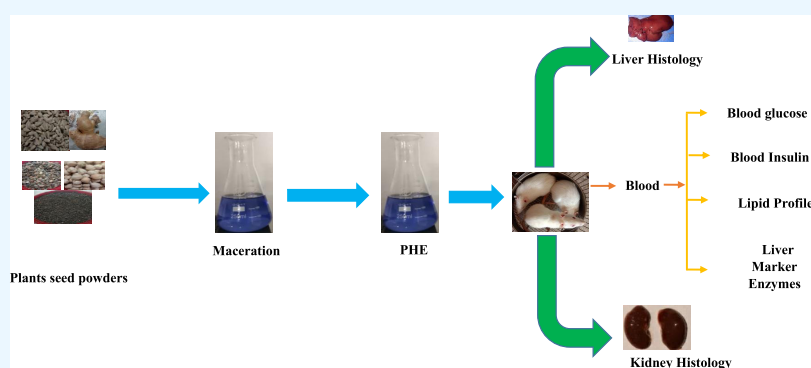 Plants seed powders
Maceration
PHE
Liver Histology
Blood
Blood glucose
Blood Insulin
Lipid Profile
Liver
Marker
Enzymes
Kidney Histology